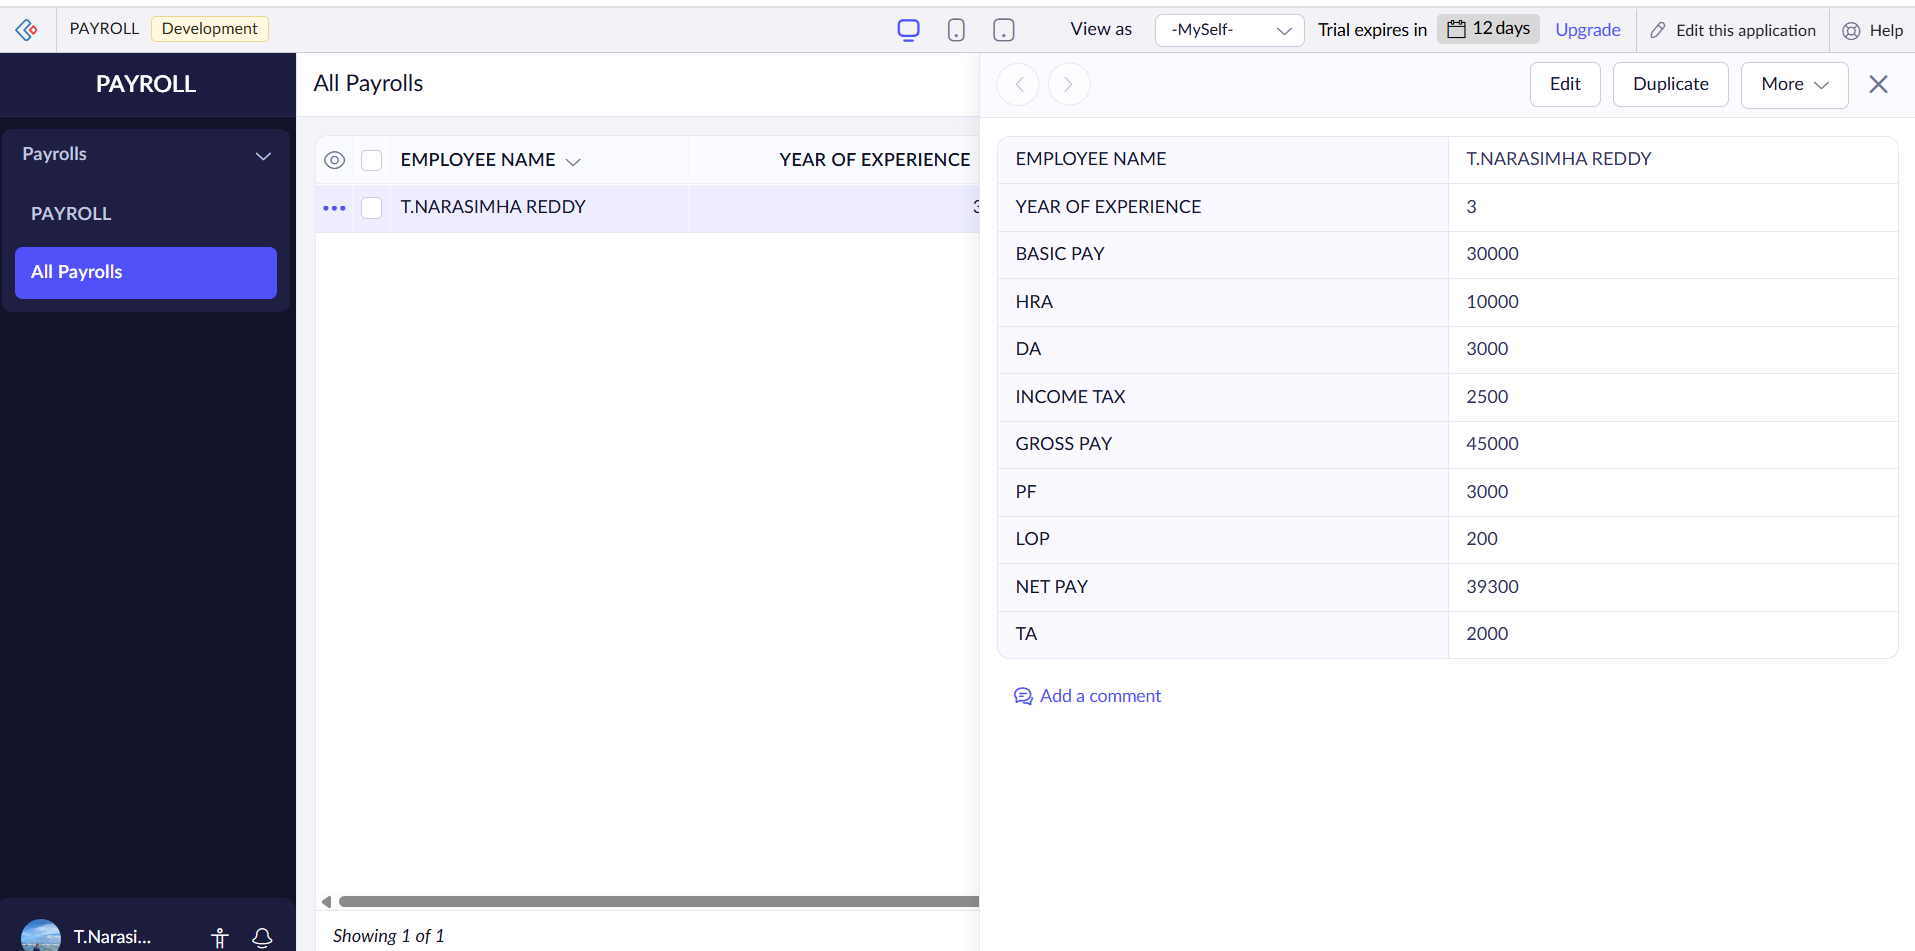 PAYROLL Development View as -MySelf- Trial expires in 12 days Upgrade Edit this application Help
PAYROLL
Payrolls
PAYROLL
All Payrolls
T.Narasi...
All Payrolls
EMPLOYEE NAME YEAR OF EXPERIENCE
T.NARASIMHA REDDY 3
Showing 1 of 1
Edit Duplicate More
EMPLOYEE NAME T.NARASIMHA REDDY
YEAR OF EXPERIENCE 3
BASIC PAY 30000
HRA 10000
DA 3000
INCOME TAX 2500
GROSS PAY 45000
PF 3000
LOP 200
NET PAY 39300
TA 2000
Add a comment